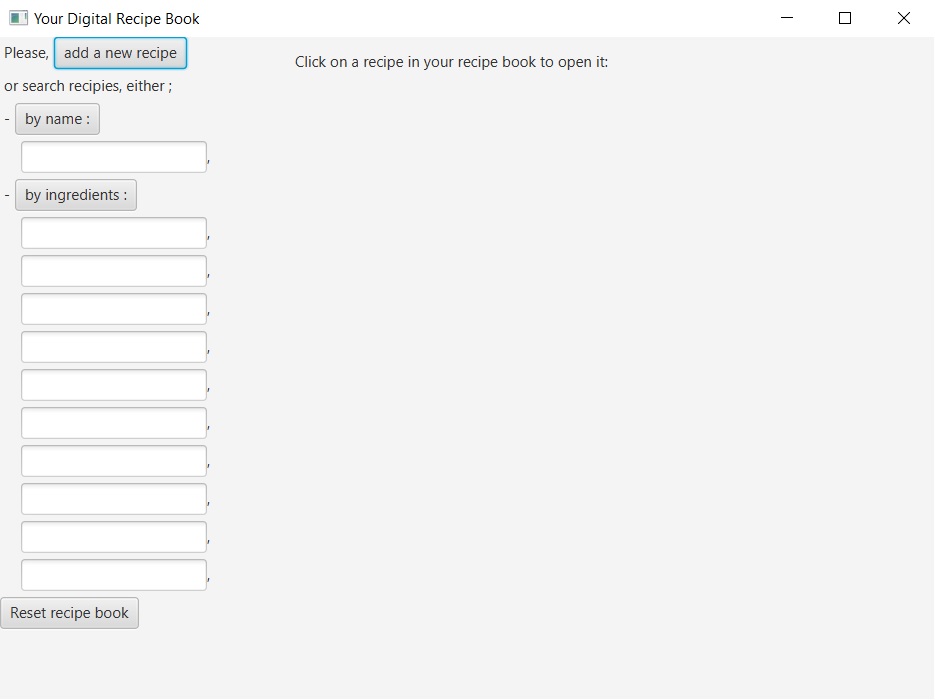 Your Digital Recipe Book
Please, add a new recipe
Click on a recipe in your recipe book to open it:
or search recipies, either ;
- by name :
,
- by ingredients :
,
,
,
,
,
,
,
,
,
,
Reset recipe book